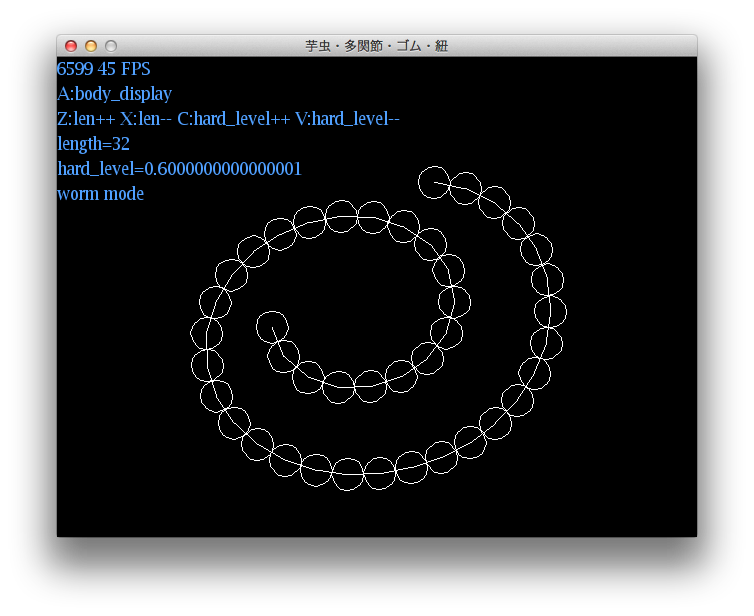 芋虫・多関節・ゴム・紐
6599 45 FPS
A:body_display
Z:len++ X:len-- C:hard_level++ V:hard_level--
length=32
hard_level=0.6000000000000001
worm mode